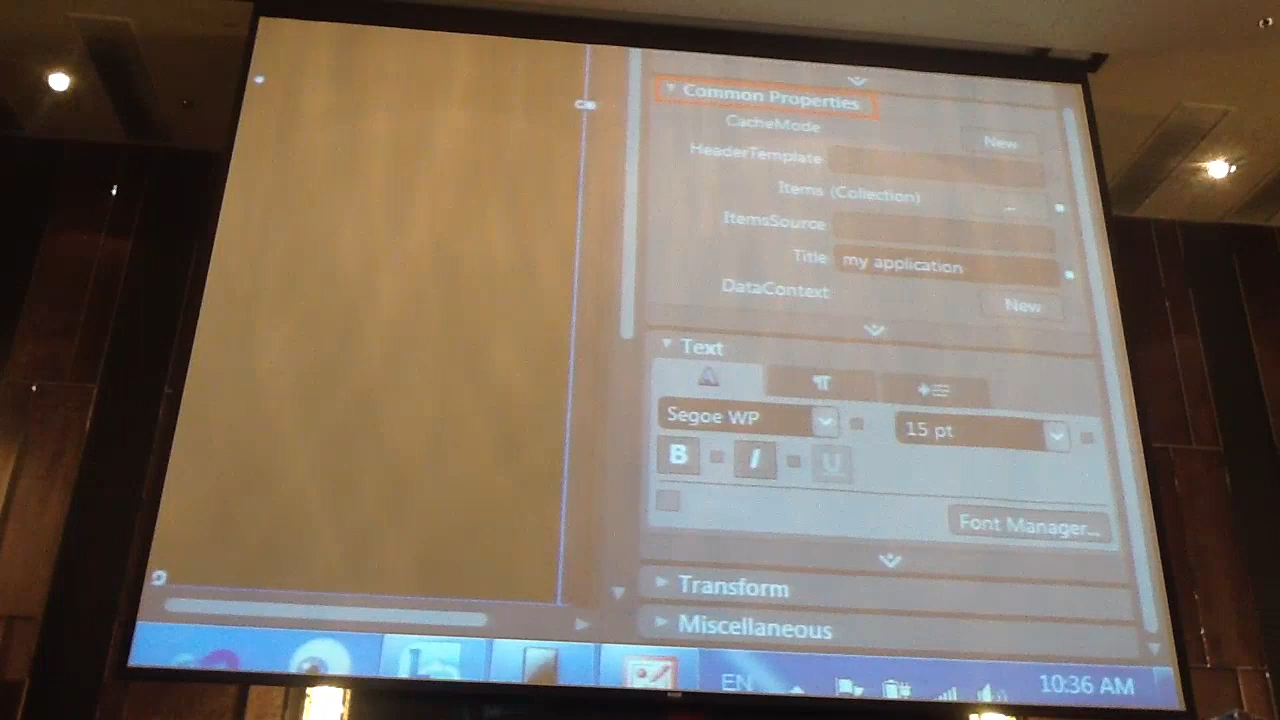 Common Properties
CacheMode
New
HeaderTemplate
Items (Collection)
...
ItemsSource
Title
my application
DataContext
New
Text
A
Segoe WP
15 pt
B
I
U
Font Manager...
Transform
Miscellaneous
EN
10:36 AM